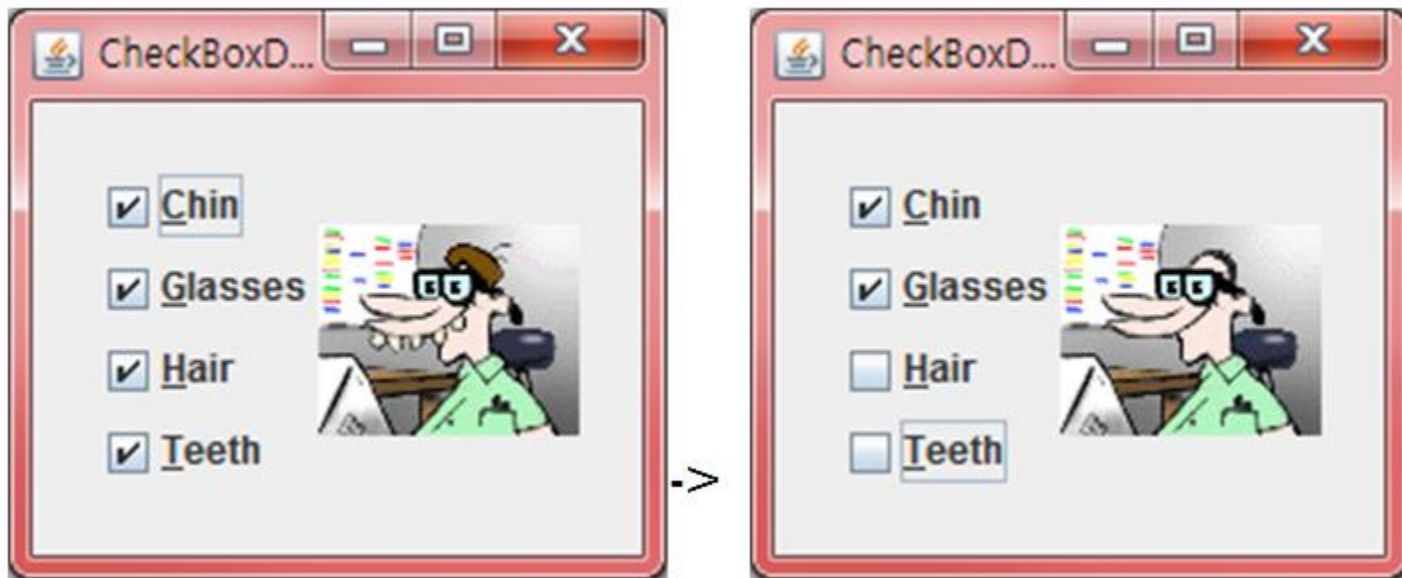 CheckBoxD...
Chin
Glasses
Hair
Teeth
->
CheckBoxD...
Chin
Glasses
Hair
Teeth